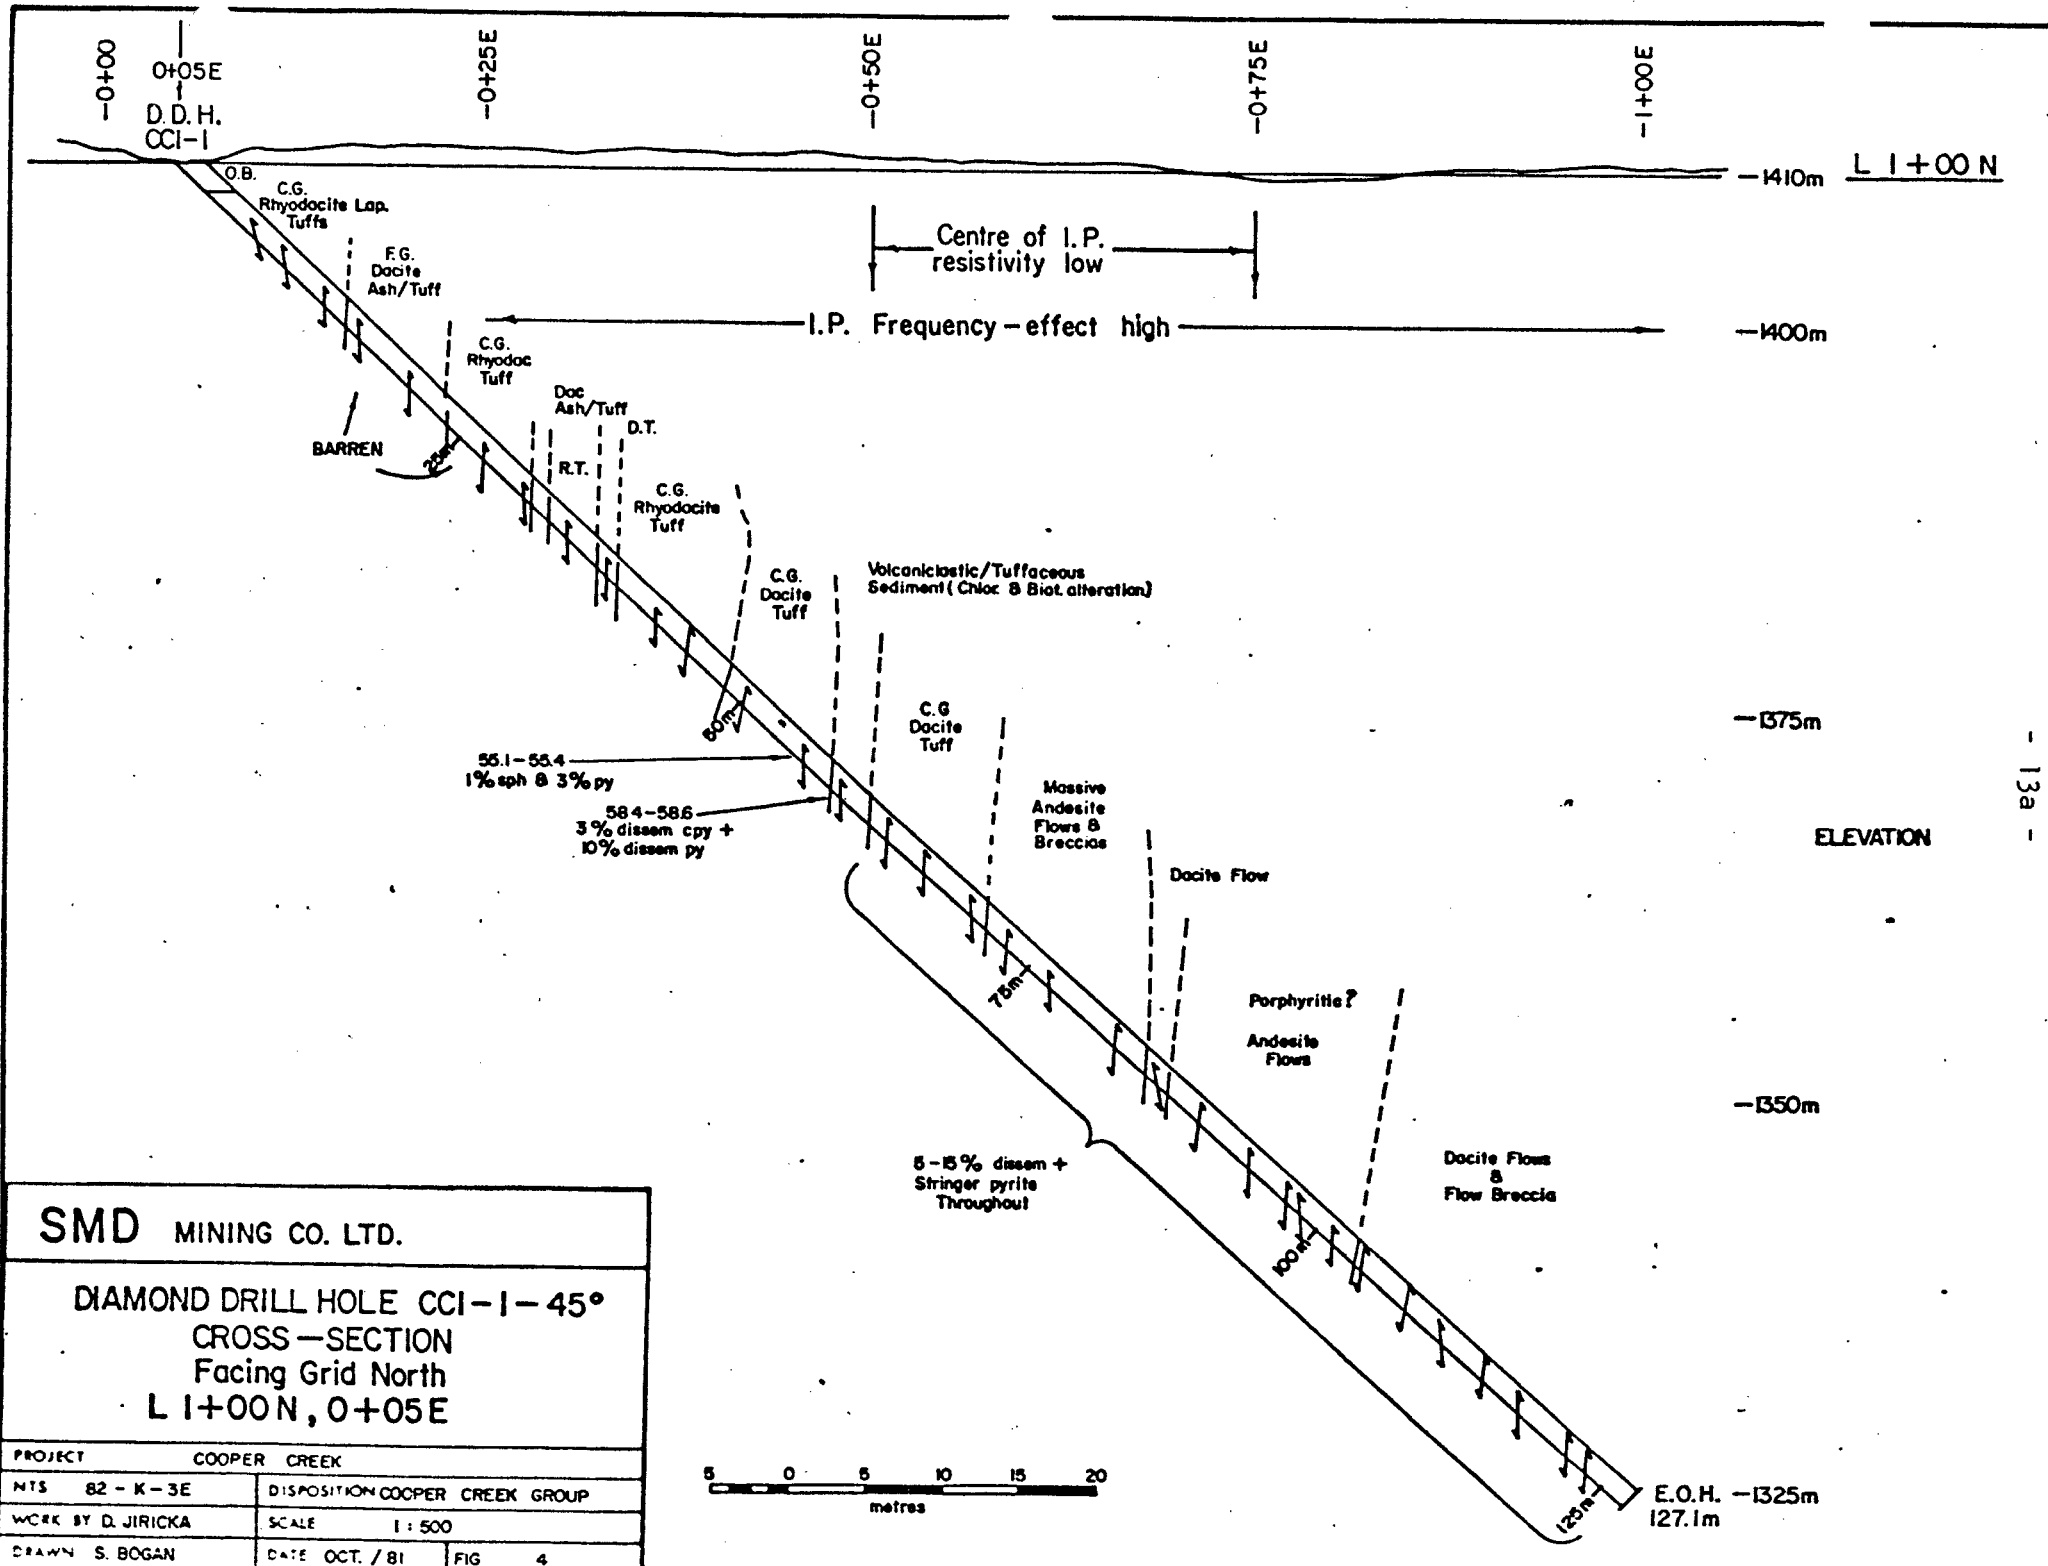 0+00
0+05E
0+25E
0+50E
0+75E
1+00E
D.D.H.
CCI-1
O.B.
1410m
L 1+00 N
C.G.
Rhyodacite Lap.
Tuffs
F.G.
Dacite
Ash/Tuff
Centre of I.P.
resistivity low
I.P. Frequency-effect high
1400m
C.G.
Rhyodac
Tuff
BARREN
25m
Dac
Ash/Tuff
D.T.
R.T.
C.G.
Rhyodacite
Tuff
C.G.
Dacite
Tuff
Volcaniclastic/Tuffaceous
Sediment (Chlor. & Biot. alteration)
50m
C.G
Dacite
Tuff
1375m
55.1-55.4
1% sph & 3% py
58.4-58.6
3% dissem cpy +
10% dissem py
Massive
Andesite
Flows &
Breccias
ELEVATION
- 13a -
Dacite Flow
75m
Porphyritic?
Andesite
Flows
1350m
5-15% dissem +
Stringer pyrite
Throughout
Dacite Flows
&
Flow Breccia
100m
125m
E.O.H.
127.1m
1325m
5 0 5 10 15 20
metres
SMD MINING CO. LTD.
DIAMOND DRILL HOLE CCI-1-45°
CROSS-SECTION
Facing Grid North
L 1+00N, 0+05E
PROJECT COOPER CREEK
NTS 82-K-3E DISPOSITION COOPER CREEK GROUP
WORK BY D. JIRICKA SCALE 1:500
DRAWN S. BOGAN DATE OCT. / 81 FIG 4